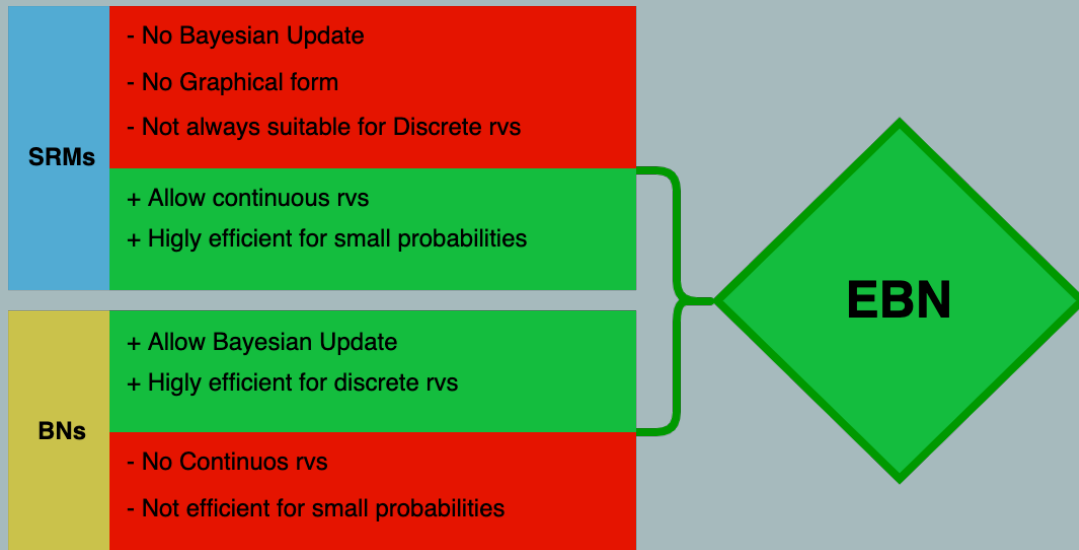 SRMs
- No Bayesian Update
- No Graphical form
- Not always suitable for Discrete rvs
+ Allow continuous rvs
+ Higly efficient for small probabilities
BNs
+ Allow Bayesian Update
+ Higly efficient for discrete rvs
- No Continuos rvs
- Not efficient for small probabilities
EBN